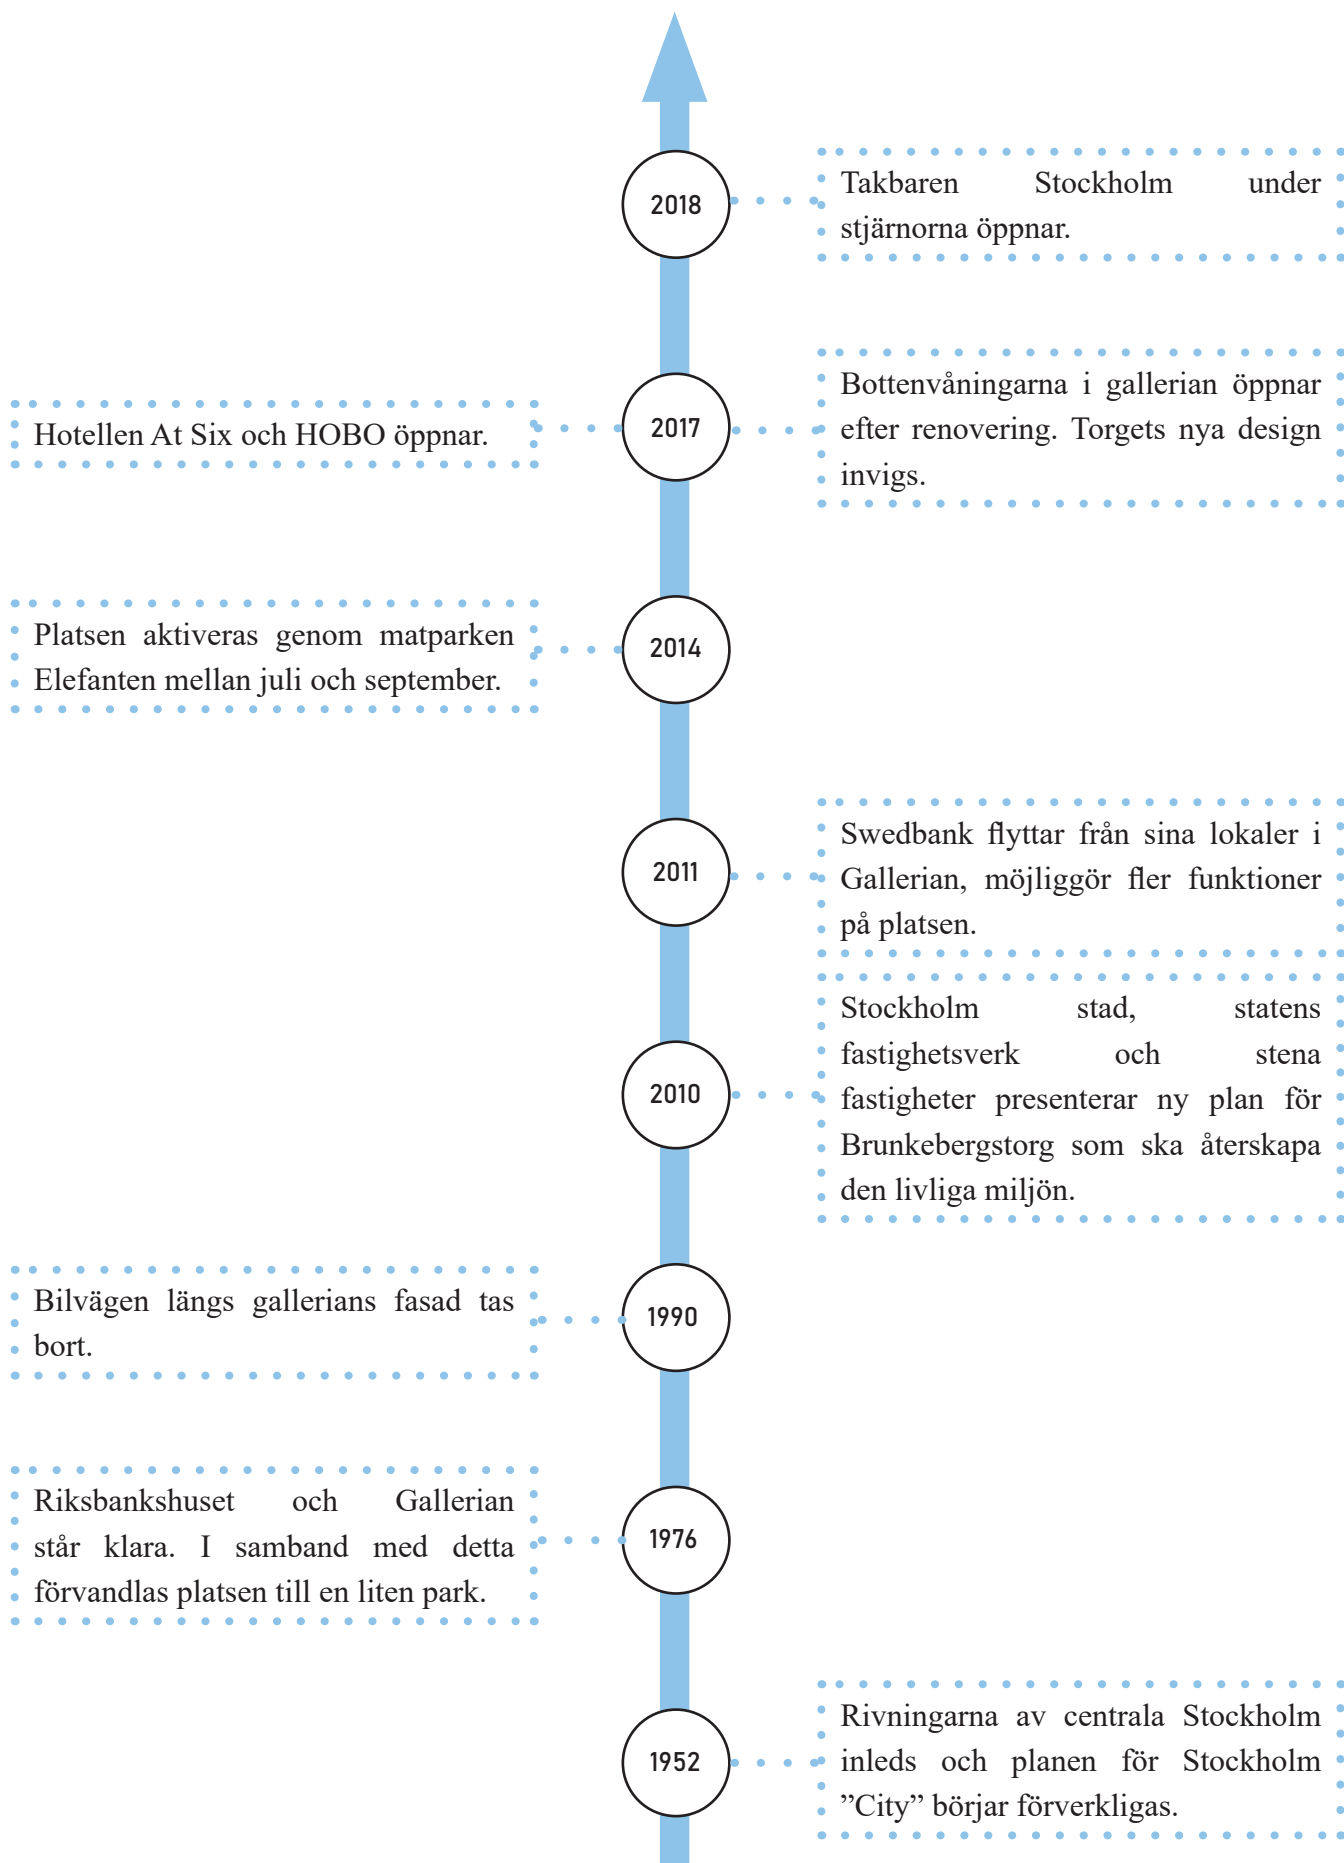 2018
Takbaren Stockholm under
stjärnorna öppnar.
Hotellen At Six och HOBO öppnar.
2017
Bottenvåningarna i gallerian öppnar
efter renovering. Torgets nya design
invigs.
Platsen aktiveras genom matparken
Elefanten mellan juli och september.
2014
2011
Swedbank flyttar från sina lokaler i
Gallerian, möjliggör fler funktioner
på platsen.
2010
Stockholm stad, statens
fastighetsverk och stena
fastigheter presenterar ny plan för
Brunkebergstorg som ska återskapa
den livliga miljön.
Bilvägen längs gallerians fasad tas
bort.
1990
Riksbankshuset och Gallerian
står klara. I samband med detta
förvandlas platsen till en liten park.
1976
1952
Rivningarna av centrala Stockholm
inleds och planen för Stockholm
”City” börjar förverkligas.